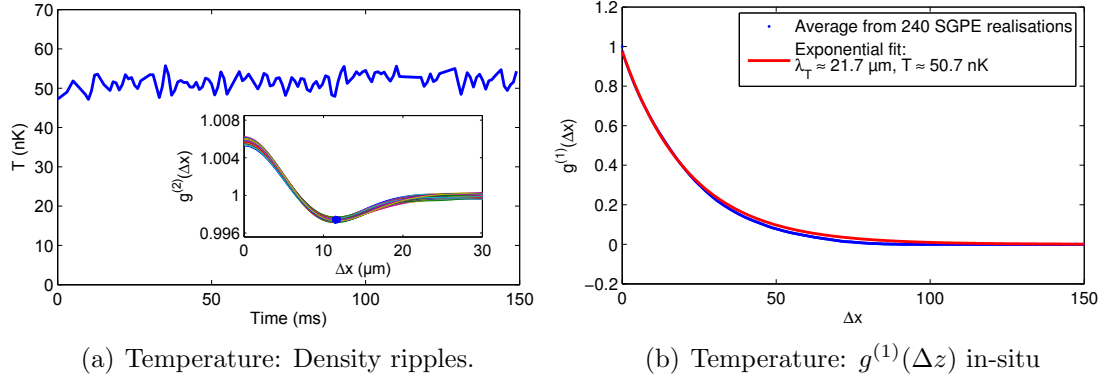 70
60
50
40
30
20
10
0
T (nK)
0
50
100
150
Time (ms)
1.008
1.004
1
0.996
g(2)(Δx)
0
10
20
30
Δx (µm)
(a) Temperature: Density ripples.
1.2
1
0.8
0.6
0.4
0.2
0
−0.2
g(1)(Δx)
0
50
100
150
Δx
Average from 240 SGPE realisations
Exponential fit:
λT ≈ 21.7 µm, T ≈ 50.7 nK
(b) Temperature: g(1)(Δz) in-situ